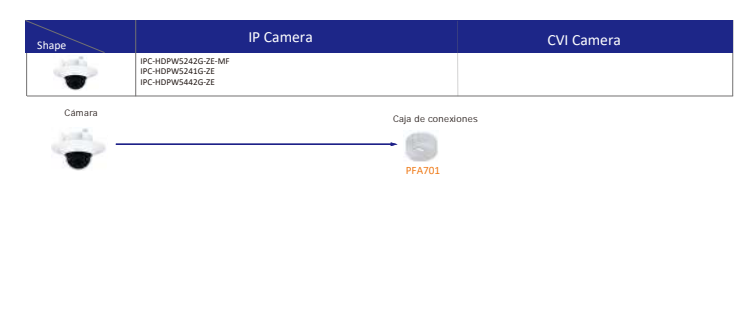 Shape
IP Camera
CVI Camera
IPC-HDPW5242G-ZE-MF
IPC-HDPW5241G-ZE
IPC-HDPW5442G-ZE
Cámara
Caja de conexiones
PFA701